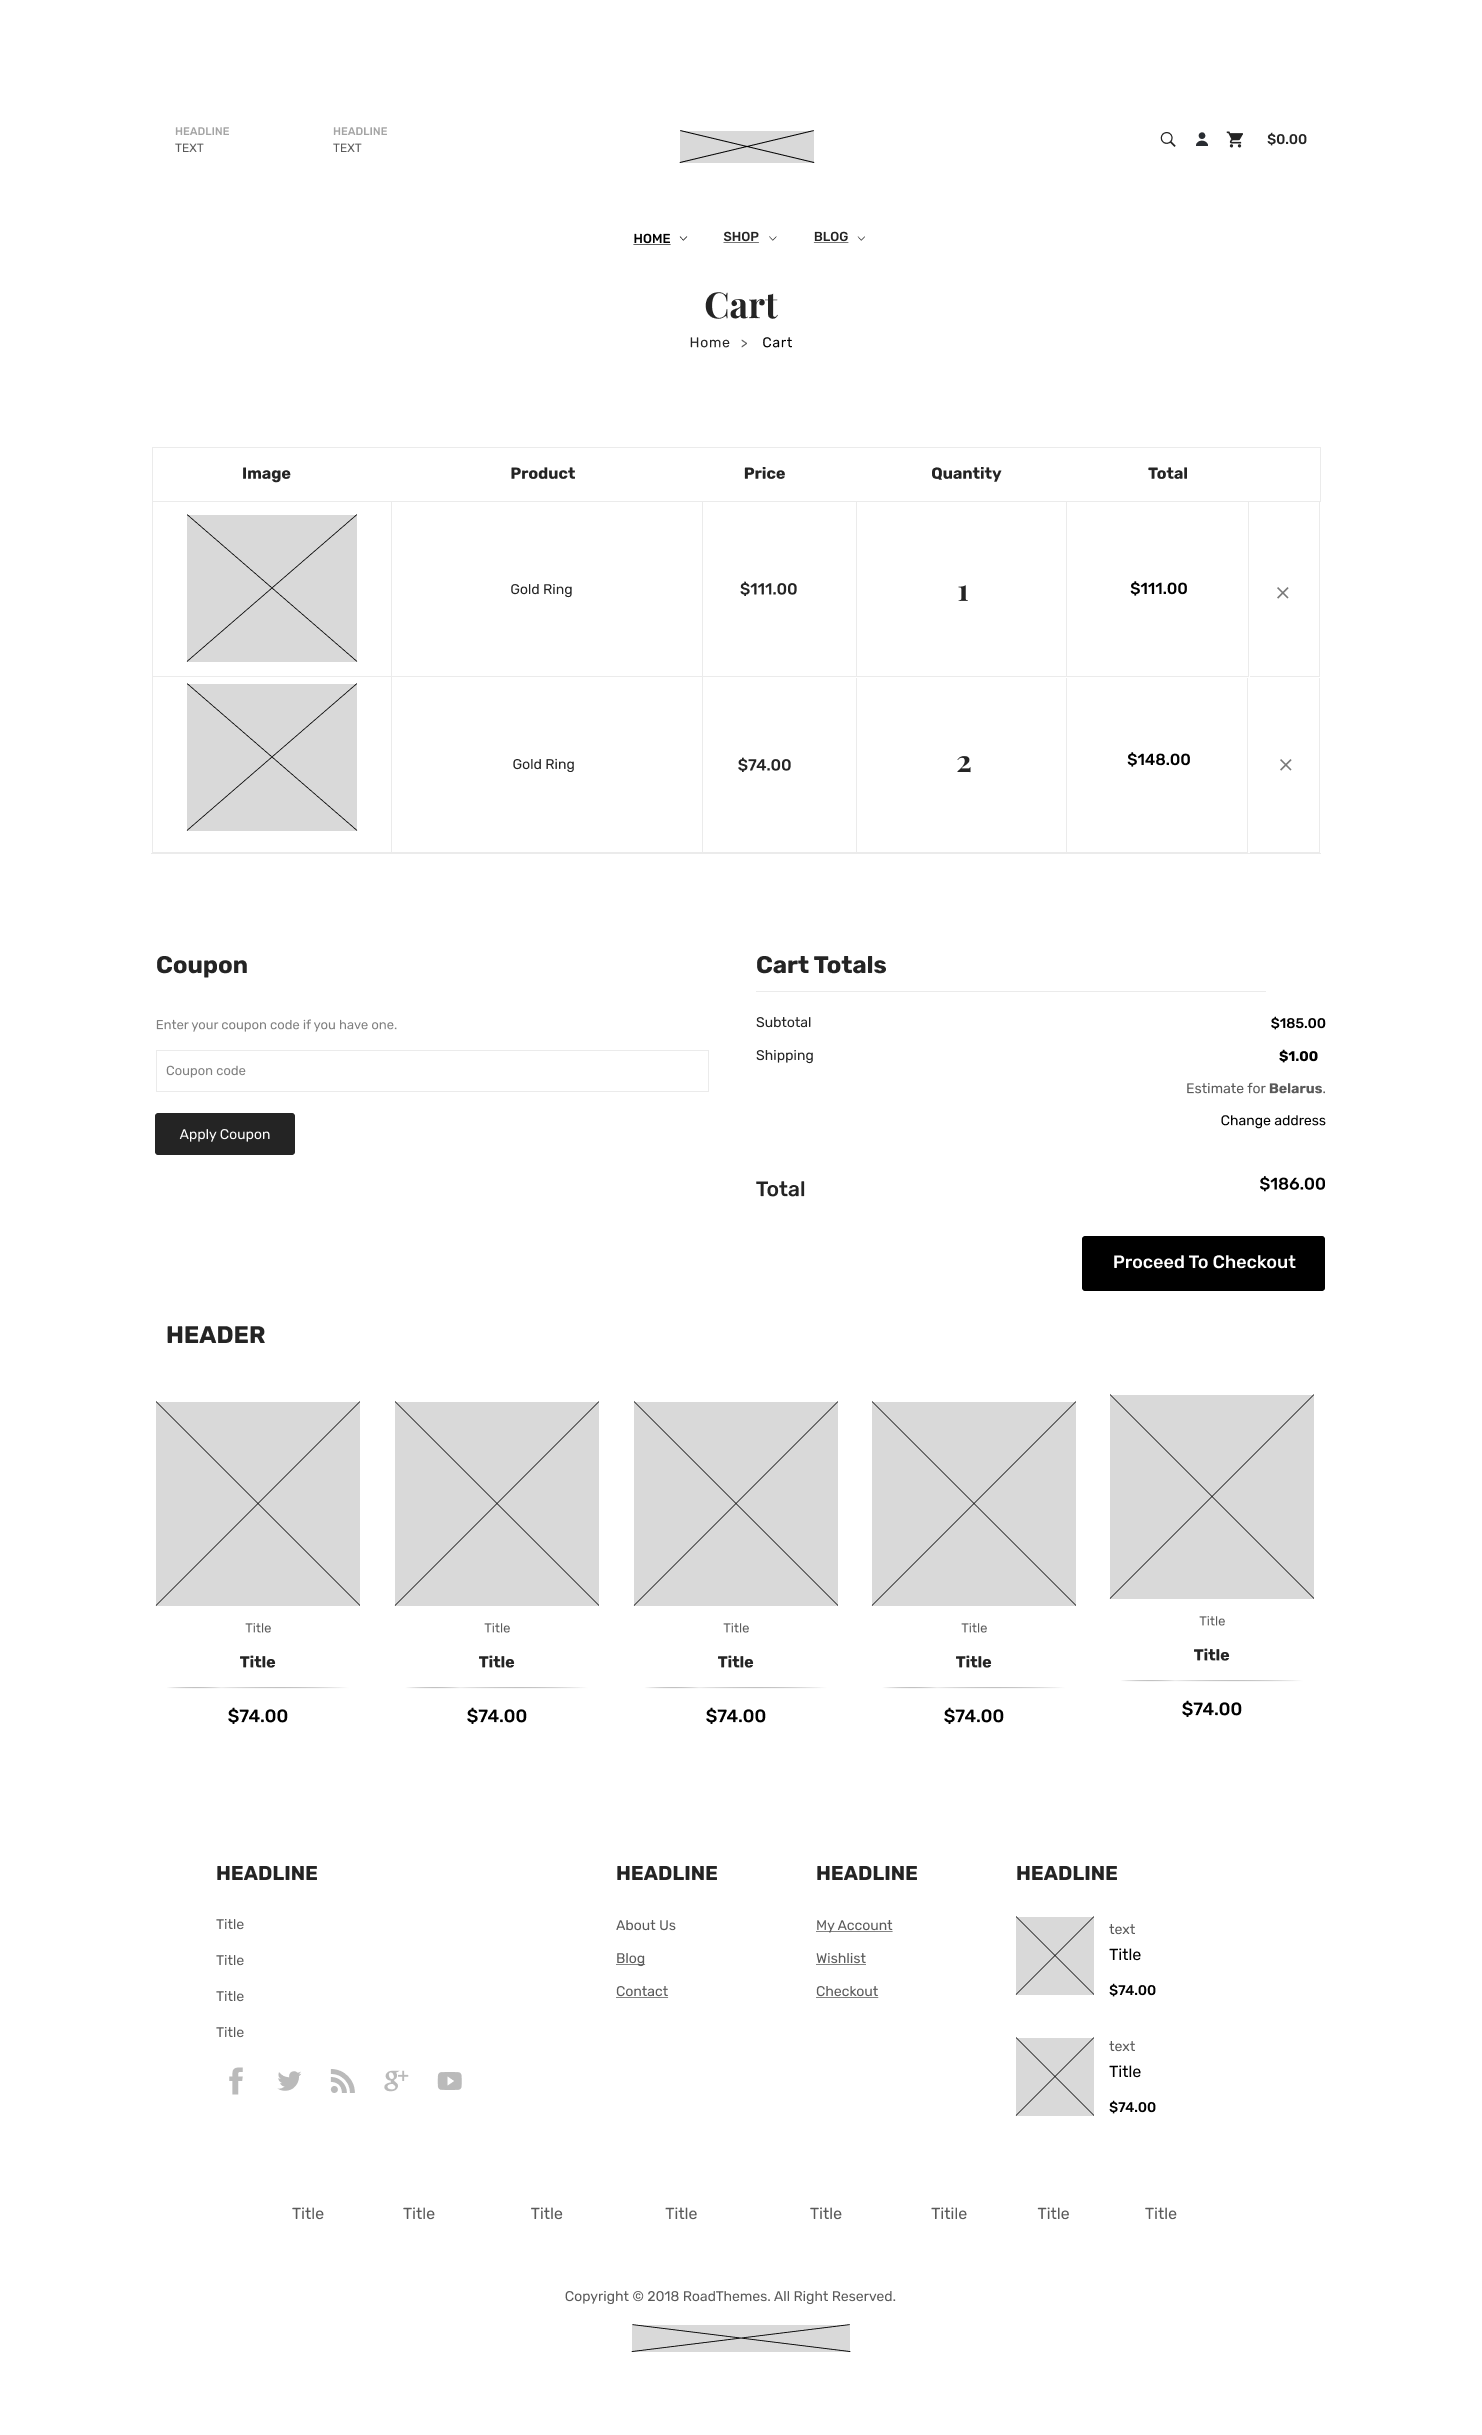 HEADLINE
TEXT
HEADLINE
TEXT
$0.00
HOME SHOP BLOG
Cart
Home > Cart
Image Product Price Quantity Total
Gold Ring $111.00 1 $111.00
Gold Ring $74.00 2 $148.00
Coupon
Enter your coupon code if you have one.
Coupon code
Apply Coupon
Cart Totals
Subtotal $185.00
Shipping $1.00
Estimate for Belarus.
Change address
Total $186.00
Proceed To Checkout
HEADER
Title Title Title Title Title
Title Title Title Title Title
$74.00 $74.00 $74.00 $74.00 $74.00
HEADLINE
Title
Title
Title
Title
HEADLINE
About Us
Blog
Contact
HEADLINE
My Account
Wishlist
Checkout
HEADLINE
text
Title
$74.00
text
Title
$74.00
Title Title Title Title Title Titile Title Title
Copyright © 2018 RoadThemes. All Right Reserved.